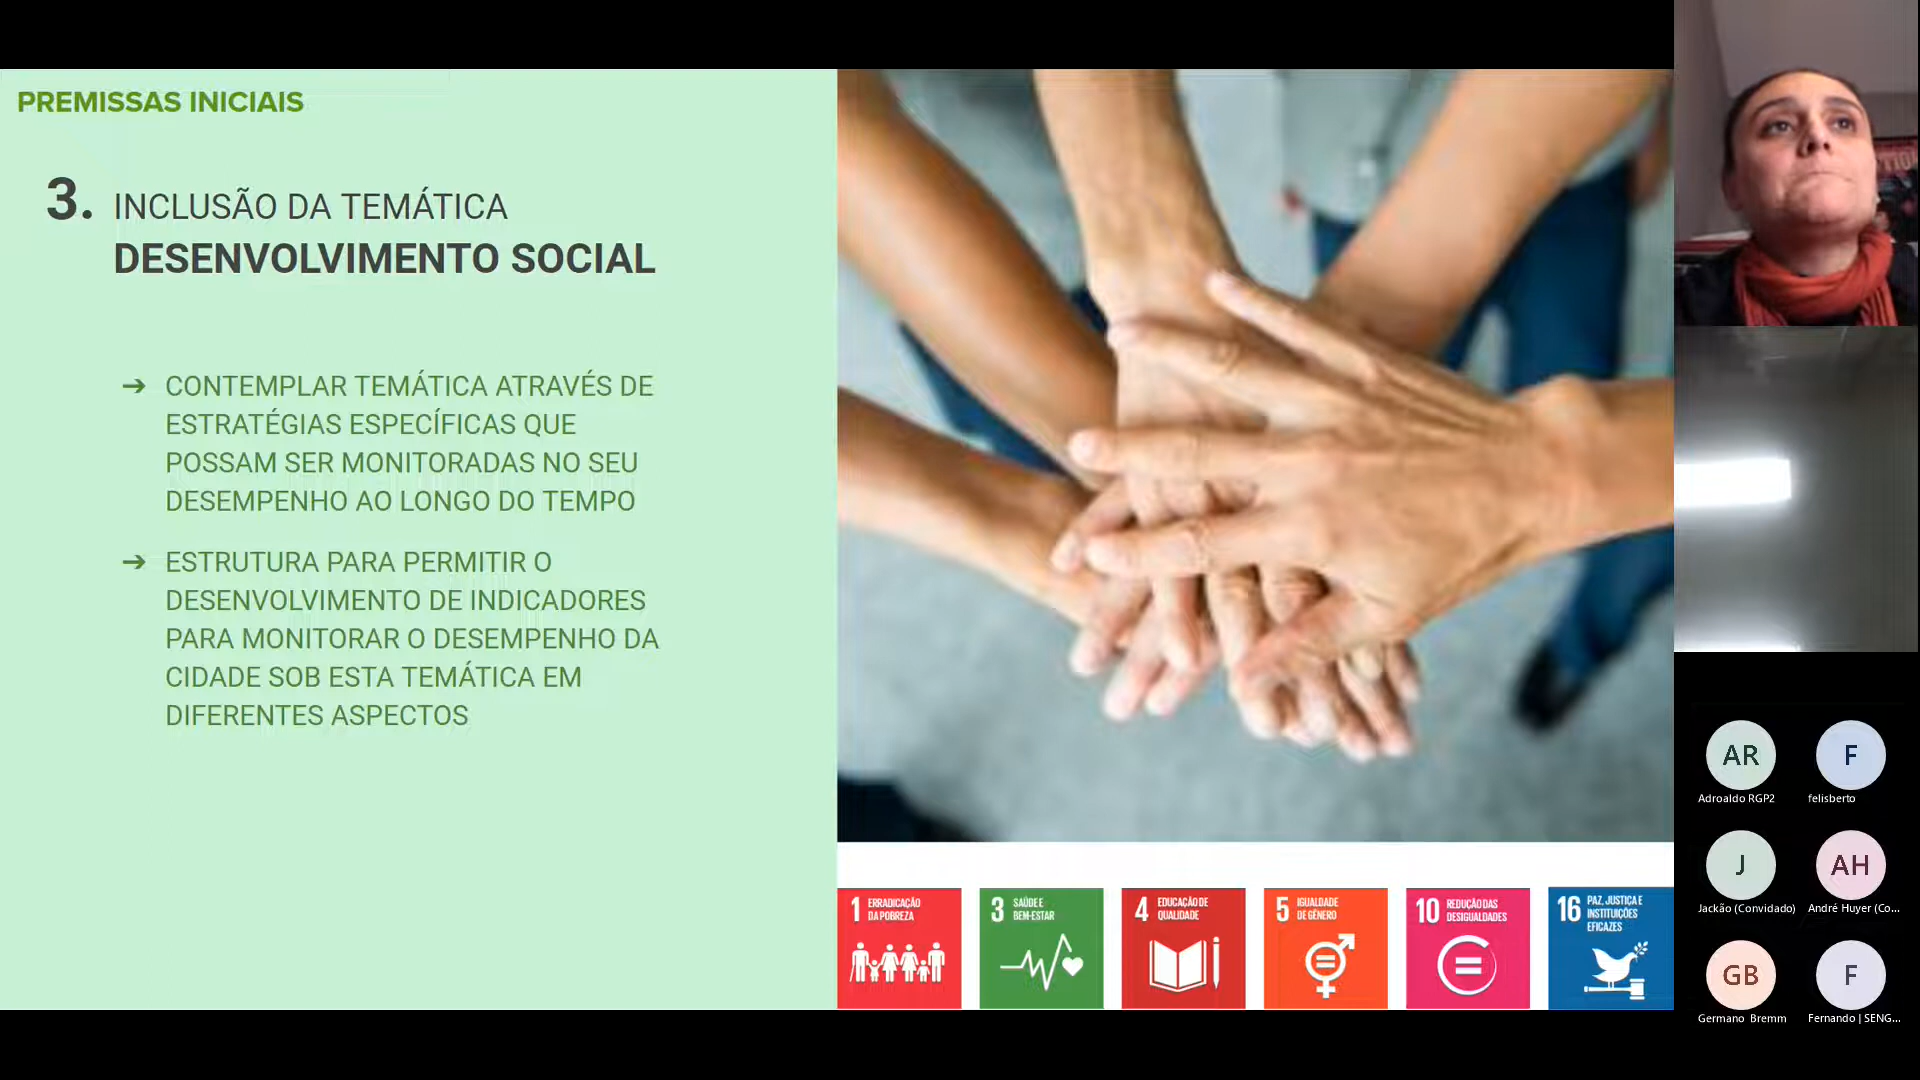 PREMISSAS INICIAIS
3. INCLUSÃO DA TEMÁTICA
DESENVOLVIMENTO SOCIAL
➔ CONTEMPLAR TEMÁTICA ATRAVÉS DE
ESTRATÉGIAS ESPECÍFICAS QUE
POSSAM SER MONITORADAS NO SEU
DESEMPENHO AO LONGO DO TEMPO
➔ ESTRUTURA PARA PERMITIR O
DESENVOLVIMENTO DE INDICADORES
PARA MONITORAR O DESEMPENHO DA
CIDADE SOB ESTA TEMÁTICA EM
DIFERENTES ASPECTOS
1 ERRADICAÇÃO
DA POBREZA
3 SAÚDE E
BEM-ESTAR
4 EDUCAÇÃO DE
QUALIDADE
5 IGUALDADE
DE GÊNERO
10 REDUÇÃO DAS
DESIGUALDADES
16 PAZ, JUSTIÇA E
INSTITUIÇÕES
EFICAZES
AR
Adroaldo RGP2
F
felisberto
J
Jackão (Convidado)
AH
André Huyer (Co...
GB
Germano Bremm
F
Fernando | SENG...